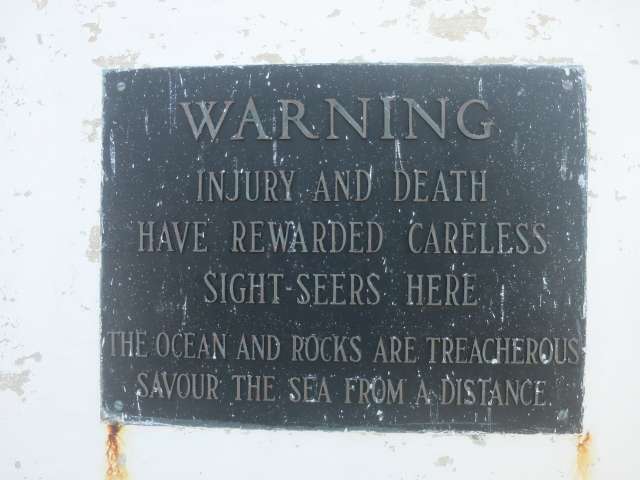 WARNING
INJURY AND DEATH
HAVE REWARDED CARELESS
SIGHT-SEERS HERE
THE OCEAN AND ROCKS ARE TREACHEROUS
SAVOUR THE SEA FROM A DISTANCE.